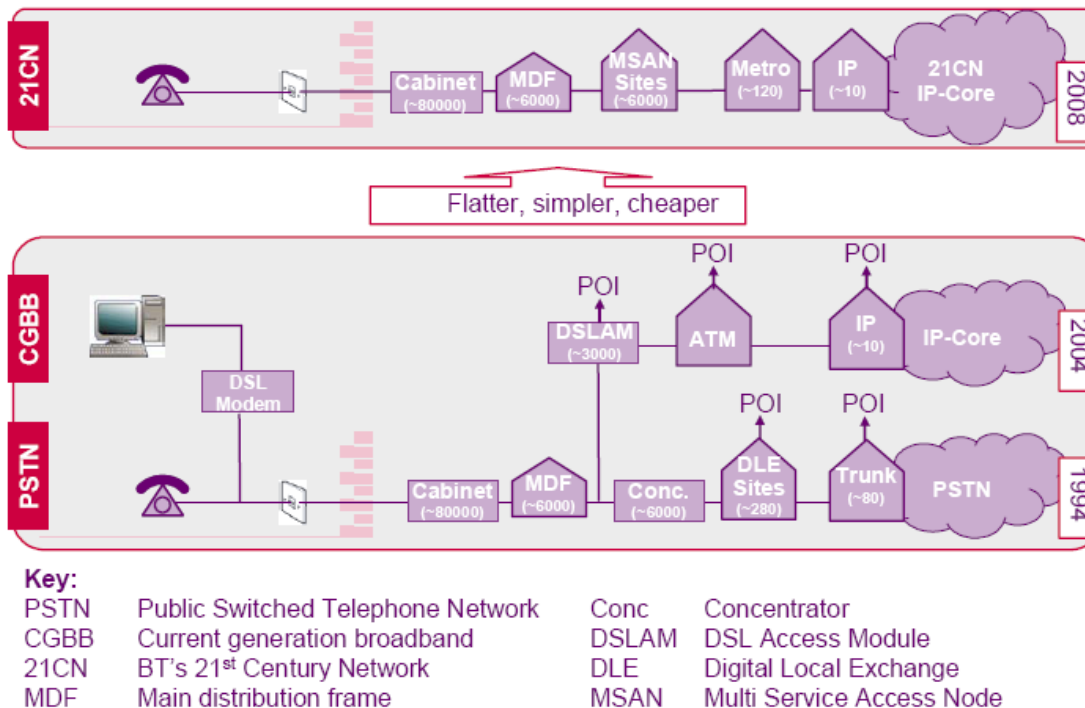 21CN
Cabinet
(~80000)
MDF
(~6000)
MSAN
Sites
(~6000)
Metro
(~120)
IP
(~10)
21CN
IP-Core
2008
Flatter, simpler, cheaper
CGBB
DSL
Modem
POI
DSLAM
(~3000)
POI
ATM
POI
IP
(~10)
IP-Core
2004
PSTN
Cabinet
(~80000)
MDF
(~6000)
Conc.
(~6000)
POI
DLE
Sites
(~280)
POI
Trunk
(~80)
PSTN
1994
Key:
PSTN Public Switched Telephone Network Conc Concentrator
CGBB Current generation broadband DSLAM DSL Access Module
21CN BT's 21st Century Network DLE Digital Local Exchange
MDF Main distribution frame MSAN Multi Service Access Node